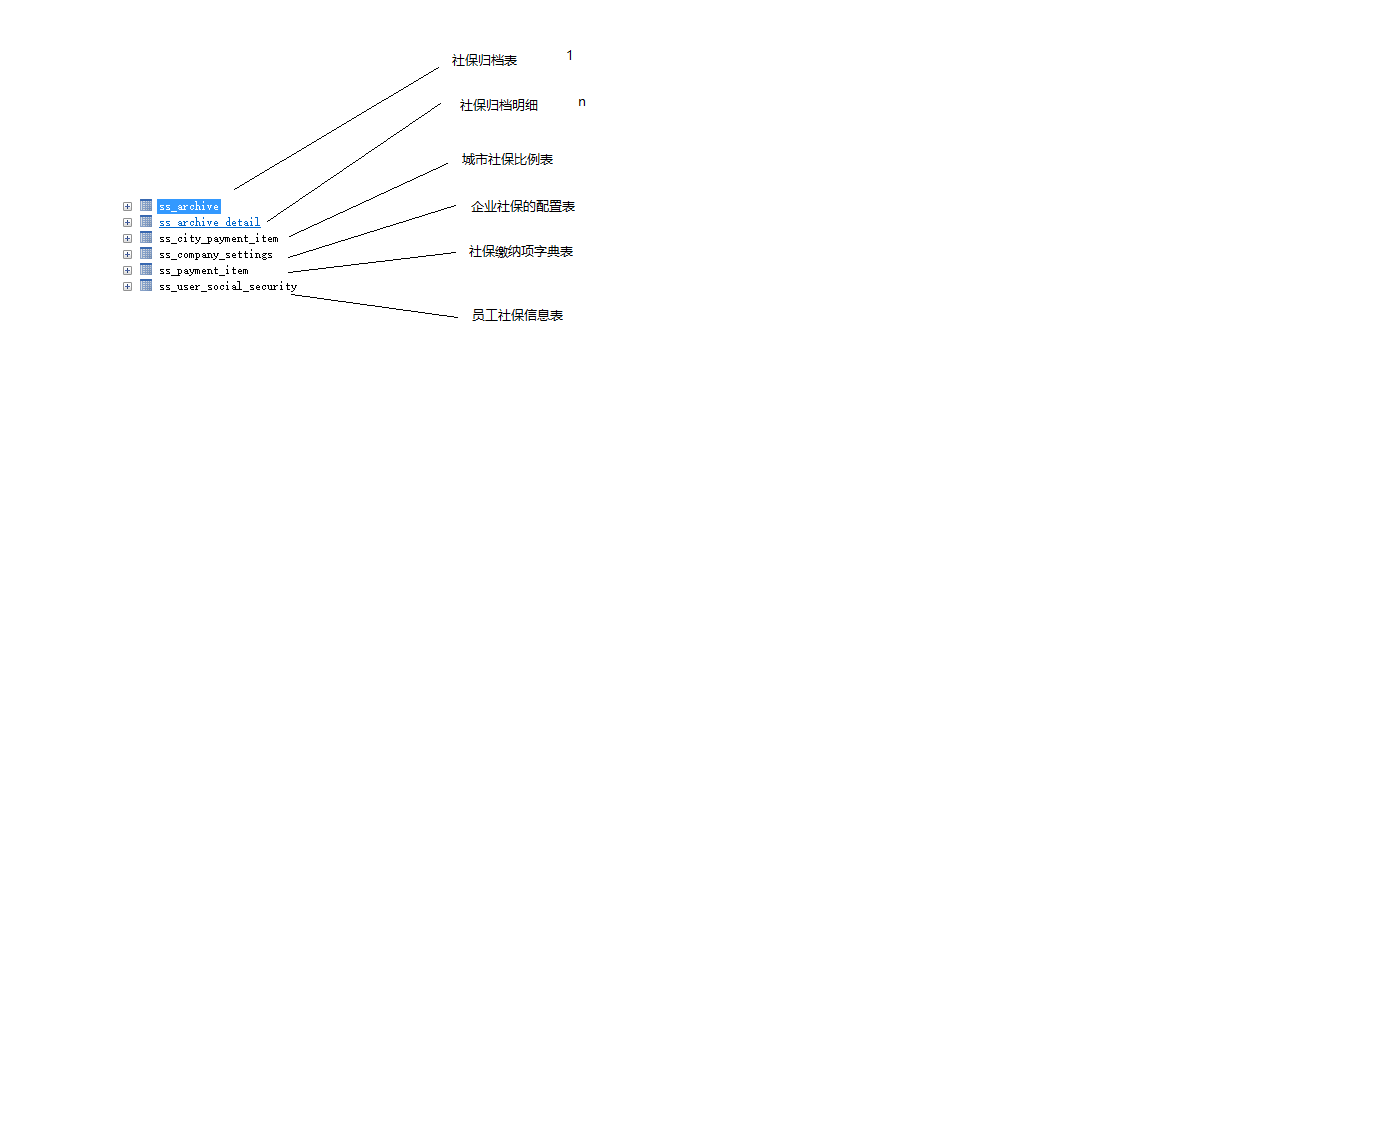 社保归档表 1
社保归档明细 n
城市社保比例表
ss_archive
企业社保的配置表
ss_archive_detail
ss_city_payment_item
ss_company_settings
社保缴纳项字典表
ss_payment_item
ss_user_social_security
员工社保信息表